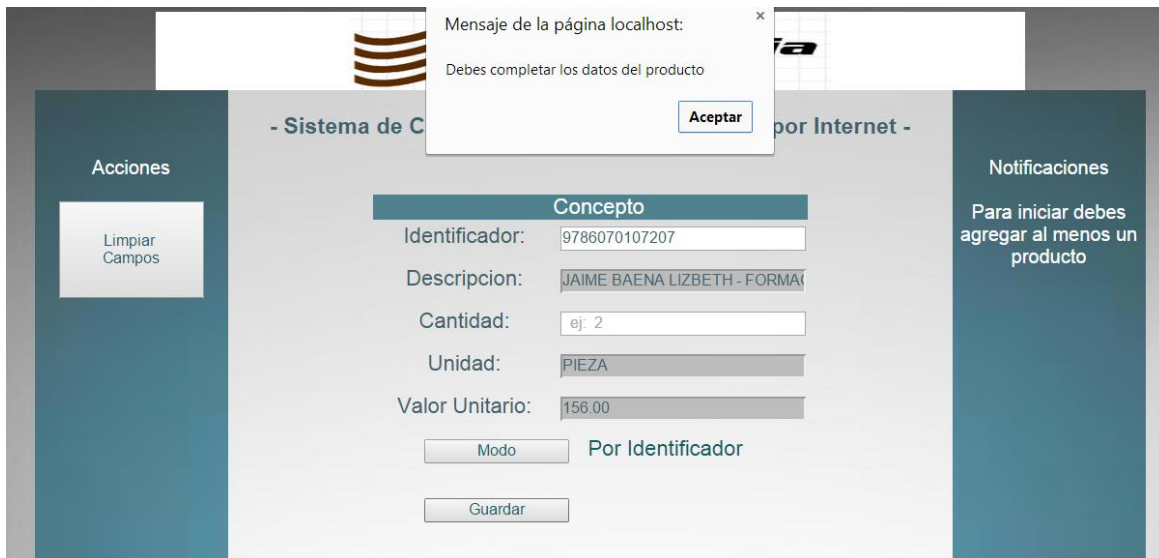 Mensaje de la página localhost:
×
Debes completar los datos del producto
Aceptar
- Sistema de C
por Internet -
Acciones
Limpiar
Campos
Concepto
Identificador: 9786070107207
Descripcion: JAIME BAENA LIZBETH - FORMA
Cantidad: ej: 2
Unidad: PIEZA
Valor Unitario: 156.00
Modo Por Identificador
Guardar
Notificaciones
Para iniciar debes
agregar al menos un
producto